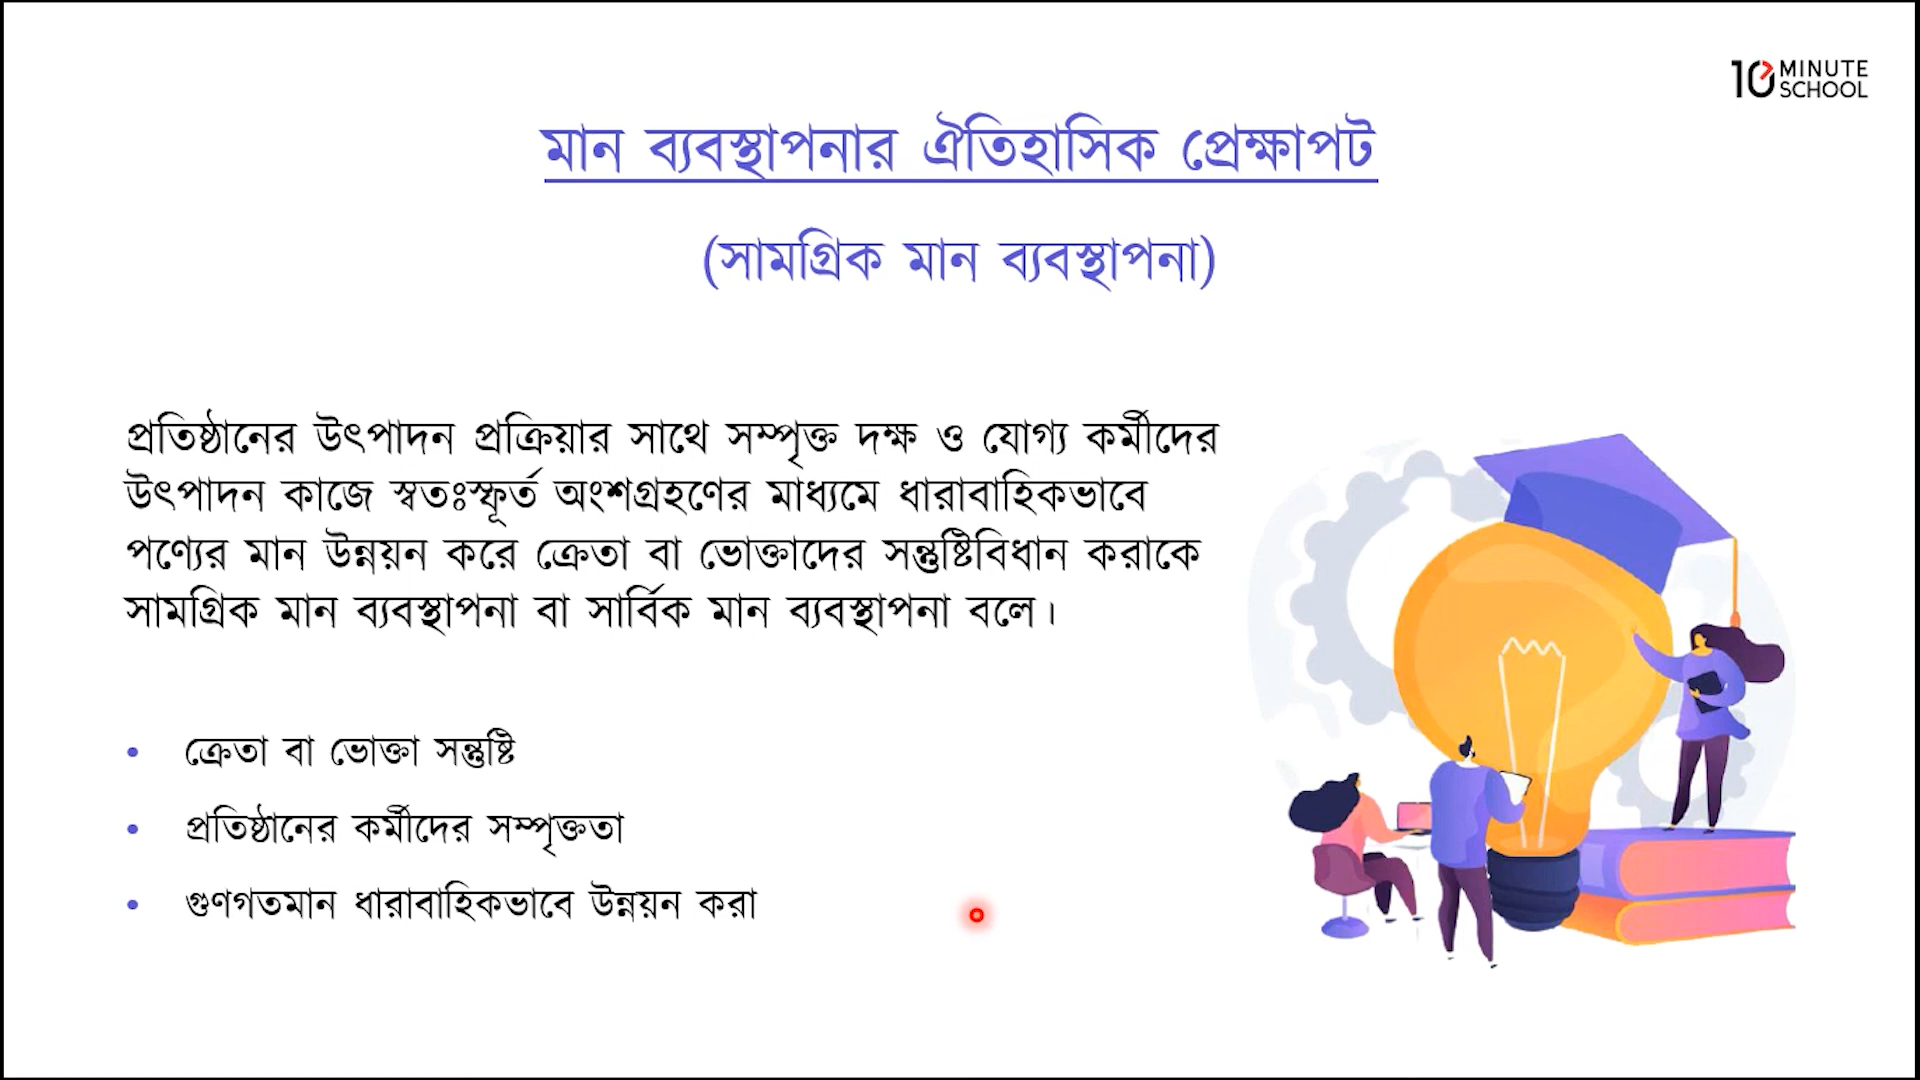 10 MINUTE
SCHOOL
মান ব্যবস্থাপনার ঐতিহাসিক প্রেক্ষাপট
(সামগ্রিক মান ব্যবস্থাপনা)
প্রতিষ্ঠানের উৎপাদন প্রক্রিয়ার সাথে সম্পৃক্ত দক্ষ ও যোগ্য কর্মীদের
উৎপাদন কাজে স্বতঃস্ফূর্ত অংশগ্রহণের মাধ্যমে ধারাবাহিকভাবে
পণ্যের মান উন্নয়ন করে ক্রেতা বা ভোক্তাদের সন্তুষ্টিবিধান করাকে
সামগ্রিক মান ব্যবস্থাপনা বা সার্বিক মান ব্যবস্থাপনা বলে।
• ক্রেতা বা ভোক্তা সন্তুষ্টি
• প্রতিষ্ঠানের কর্মীদের সম্পৃক্ততা
• গুণগতমান ধারাবাহিকভাবে উন্নয়ন করা